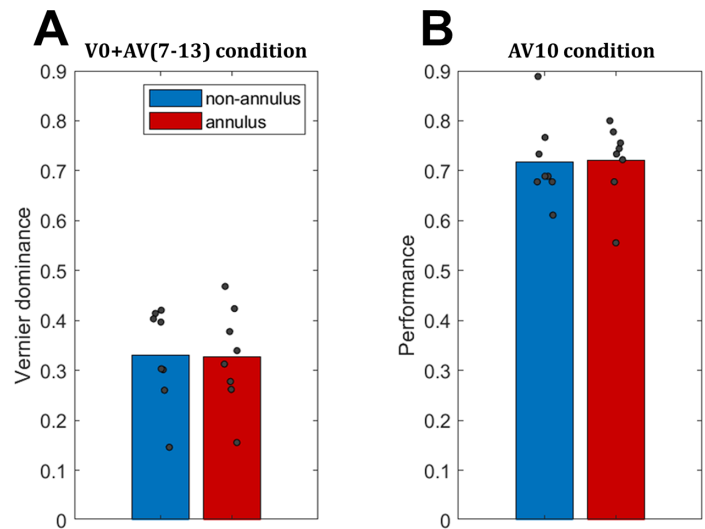 A
V0+AV(7-13) condition
0.9
0.8
0.7
0.6
0.5
0.4
0.3
0.2
0.1
0
Vernier dominance
non-annulus
annulus
B
AV10 condition
0.9
0.8
0.7
0.6
0.5
0.4
0.3
0.2
0.1
0
Performance